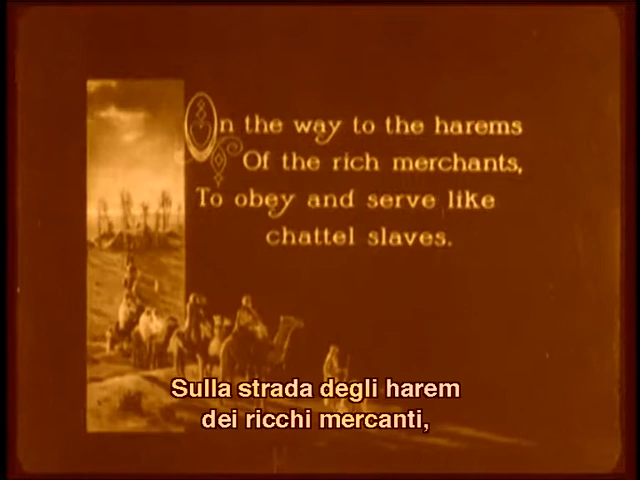 On the way to the harems
Of the rich merchants,
To obey and serve like
chattel slaves.
Sulla strada degli harem
dei ricchi mercanti,